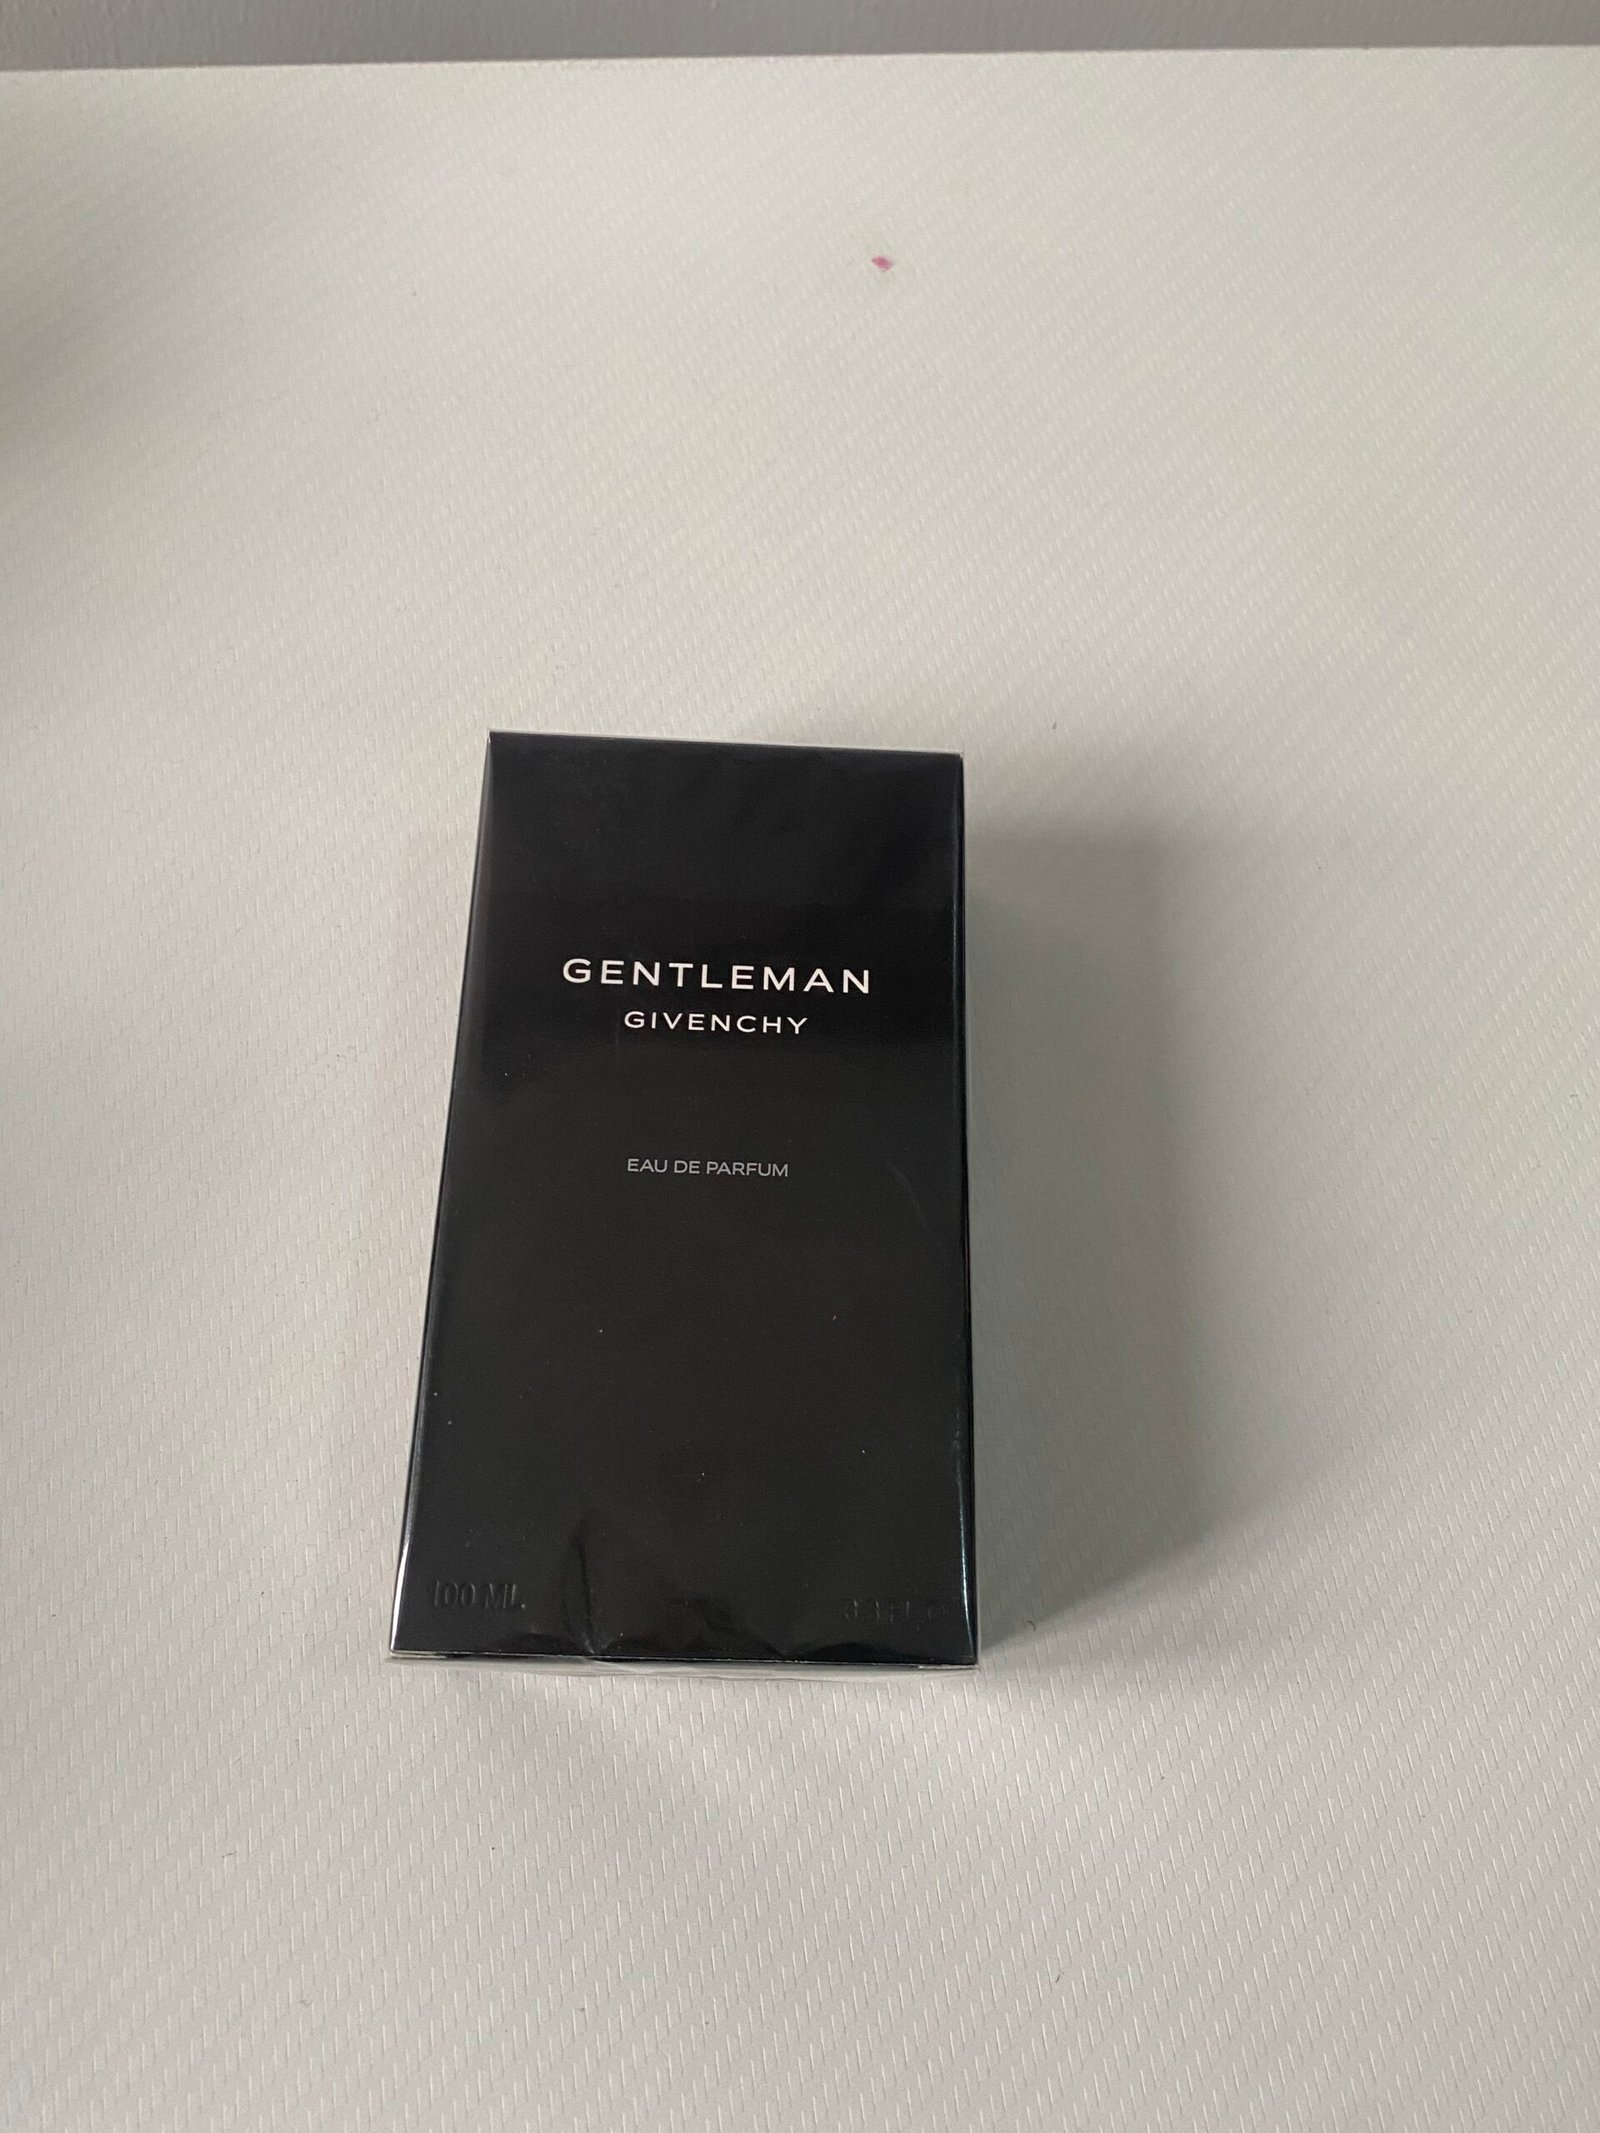 GENTLEMAN
GIVENCHY
EAU DE PARFUM
100 ML